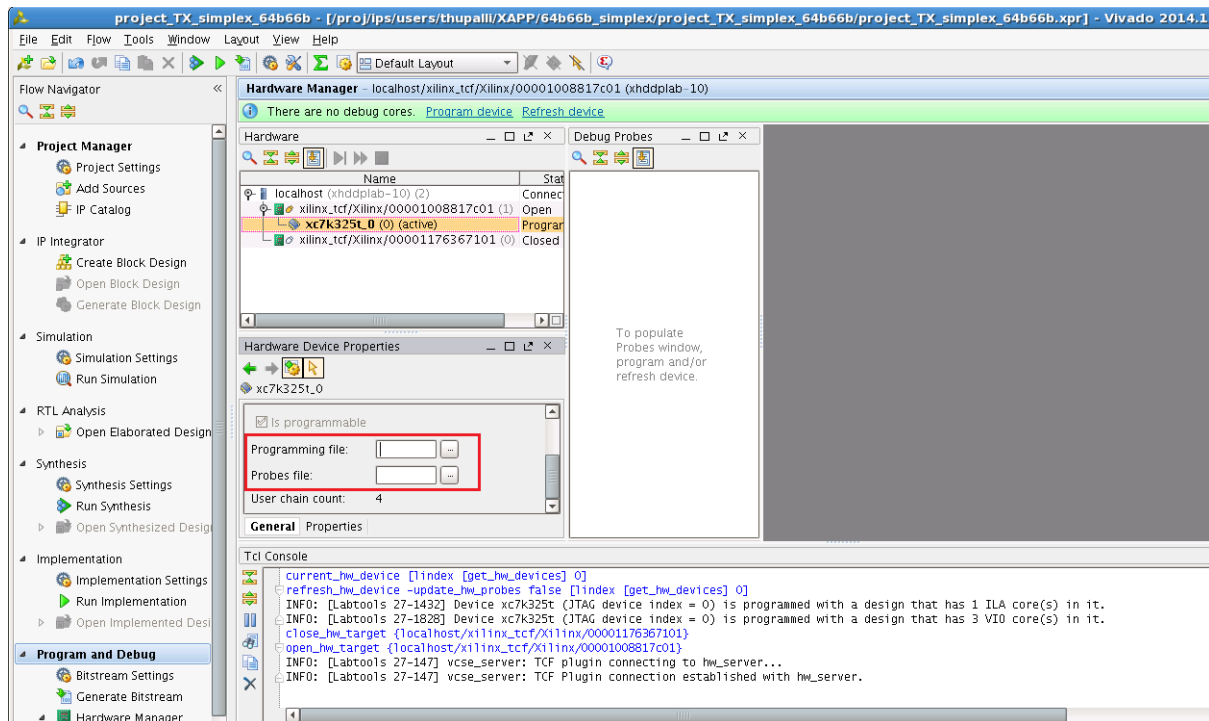 project_TX_simplex_64b66b - [/proj/ips/users/thupalli/XAPP/64b66b_simplex/project_TX_simplex_64b66b/project_TX_simplex_64b66b.xpr] - Vivado 2014.1
File Edit Flow Tools Window Layout View Help
Default Layout
Flow Navigator
Project Manager
Project Settings
Add Sources
IP Catalog
IP Integrator
Create Block Design
Open Block Design
Generate Block Design
Simulation
Simulation Settings
Run Simulation
RTL Analysis
Open Elaborated Design
Synthesis
Synthesis Settings
Run Synthesis
Open Synthesized Desig
Implementation
Implementation Settings
Run Implementation
Open Implemented Desi
Program and Debug
Bitstream Settings
Generate Bitstream
Hardware Manager
Hardware Manager - localhost/xilinx_tcf/Xilinx/00001008817c01 (xhddplab-10)
There are no debug cores. Program device Refresh device
Hardware
Name Stat
localhost (xhddplab-10) (2) Connec
xilinx_tcf/Xilinx/00001008817c01 (1) Open
xc7k325t_0 (0) (active) Program
xilinx_tcf/Xilinx/00001176367101 (0) Closed
Debug Probes
To populate
Probes window,
program and/or
refresh device.
Hardware Device Properties
xc7k325t_0
Is programmable
Programming file: ...
Probes file: ...
User chain count: 4
General Properties
Tcl Console
current_hw_device [lindex [get_hw_devices] 0]
refresh_hw_device -update_hw_probes false [lindex [get_hw_devices] 0]
INFO: [Labtools 27-1432] Device xc7k325t (JTAG device index = 0) is programmed with a design that has 1 ILA core(s) in it.
INFO: [Labtools 27-1828] Device xc7k325t (JTAG device index = 0) is programmed with a design that has 3 VIO core(s) in it.
close_hw_target {localhost/xilinx_tcf/Xilinx/00001176367101}
open_hw_target {localhost/xilinx_tcf/Xilinx/00001008817c01}
INFO: [Labtools 27-147] vcse_server: TCF plugin connecting to hw_server...
INFO: [Labtools 27-147] vcse_server: TCF Plugin connection established with hw_server.